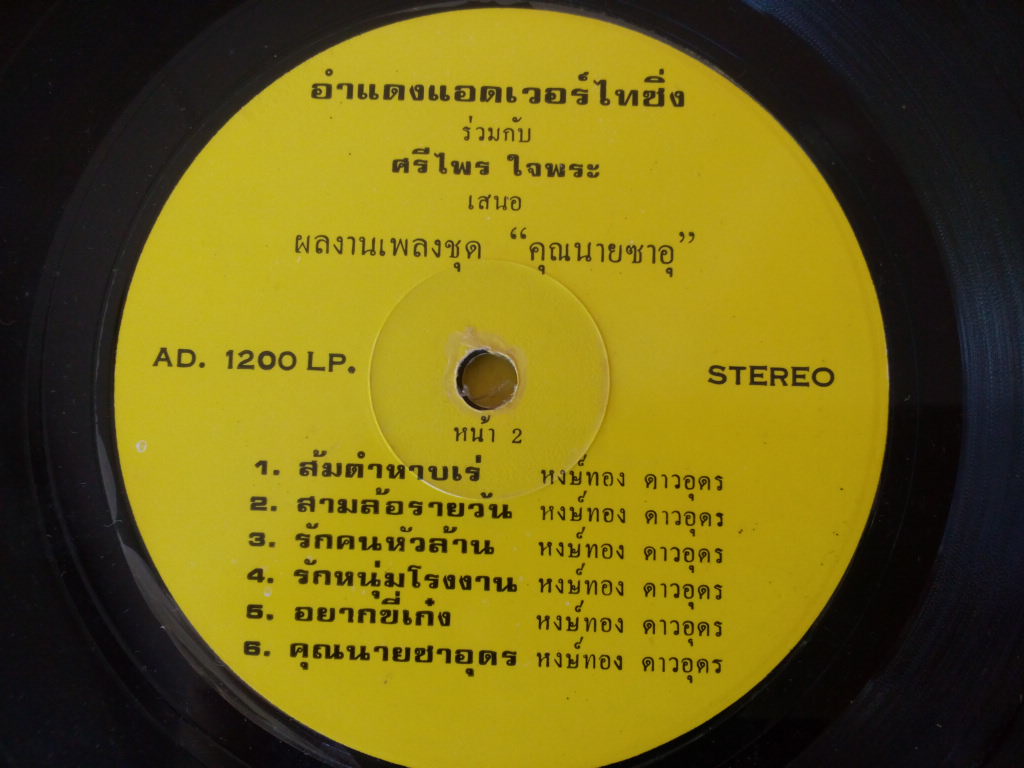 อำแดงแอดเวอร์ไทซิ่ง
ร่วมกับ
ศรีไพร ใจพระ
เสนอ
ผลงานเพลงชุด “คุณนายซาอุ”
AD. 1200 LP. STEREO
หน้า 2
1. ส้มตำหาบเร่ หงษ์ทอง ดาวอุดร
2. สามล้อรายวัน หงษ์ทอง ดาวอุดร
3. รักคนหัวล้าน หงษ์ทอง ดาวอุดร
4. รักหนุ่มโรงงาน หงษ์ทอง ดาวอุดร
5. อยากขี่เก๋ง หงษ์ทอง ดาวอุดร
6. คุณนายซาอุดร หงษ์ทอง ดาวอุดร